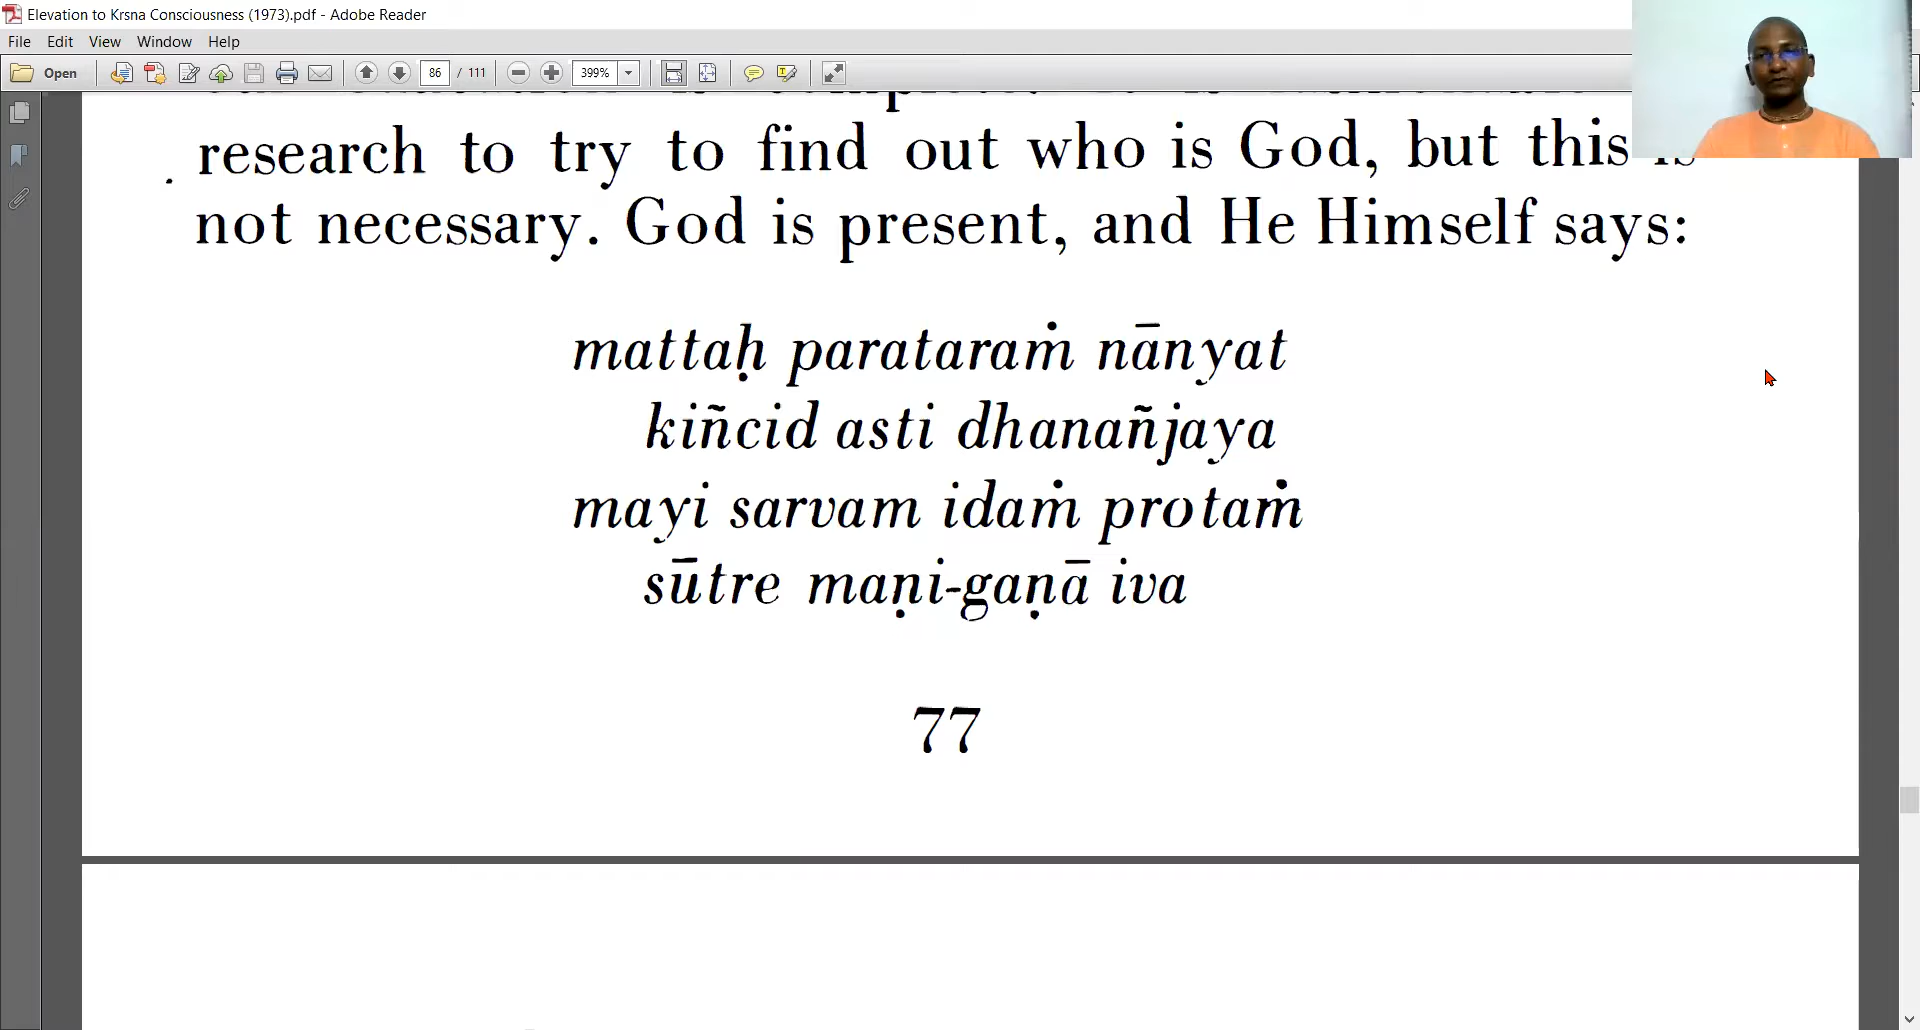 Elevation to Krsna Consciousness (1973).pdf - Adobe Reader
File Edit View Window Help
Open 86 / 111 399%
research to try to find out who is God, but this is
not necessary. God is present, and He Himself says:
mattaḥ parataraṁ nānyat
kiñcid asti dhanañjaya
mayi sarvam idaṁ protaṁ
sūtre maṇi-gaṇā iva
77